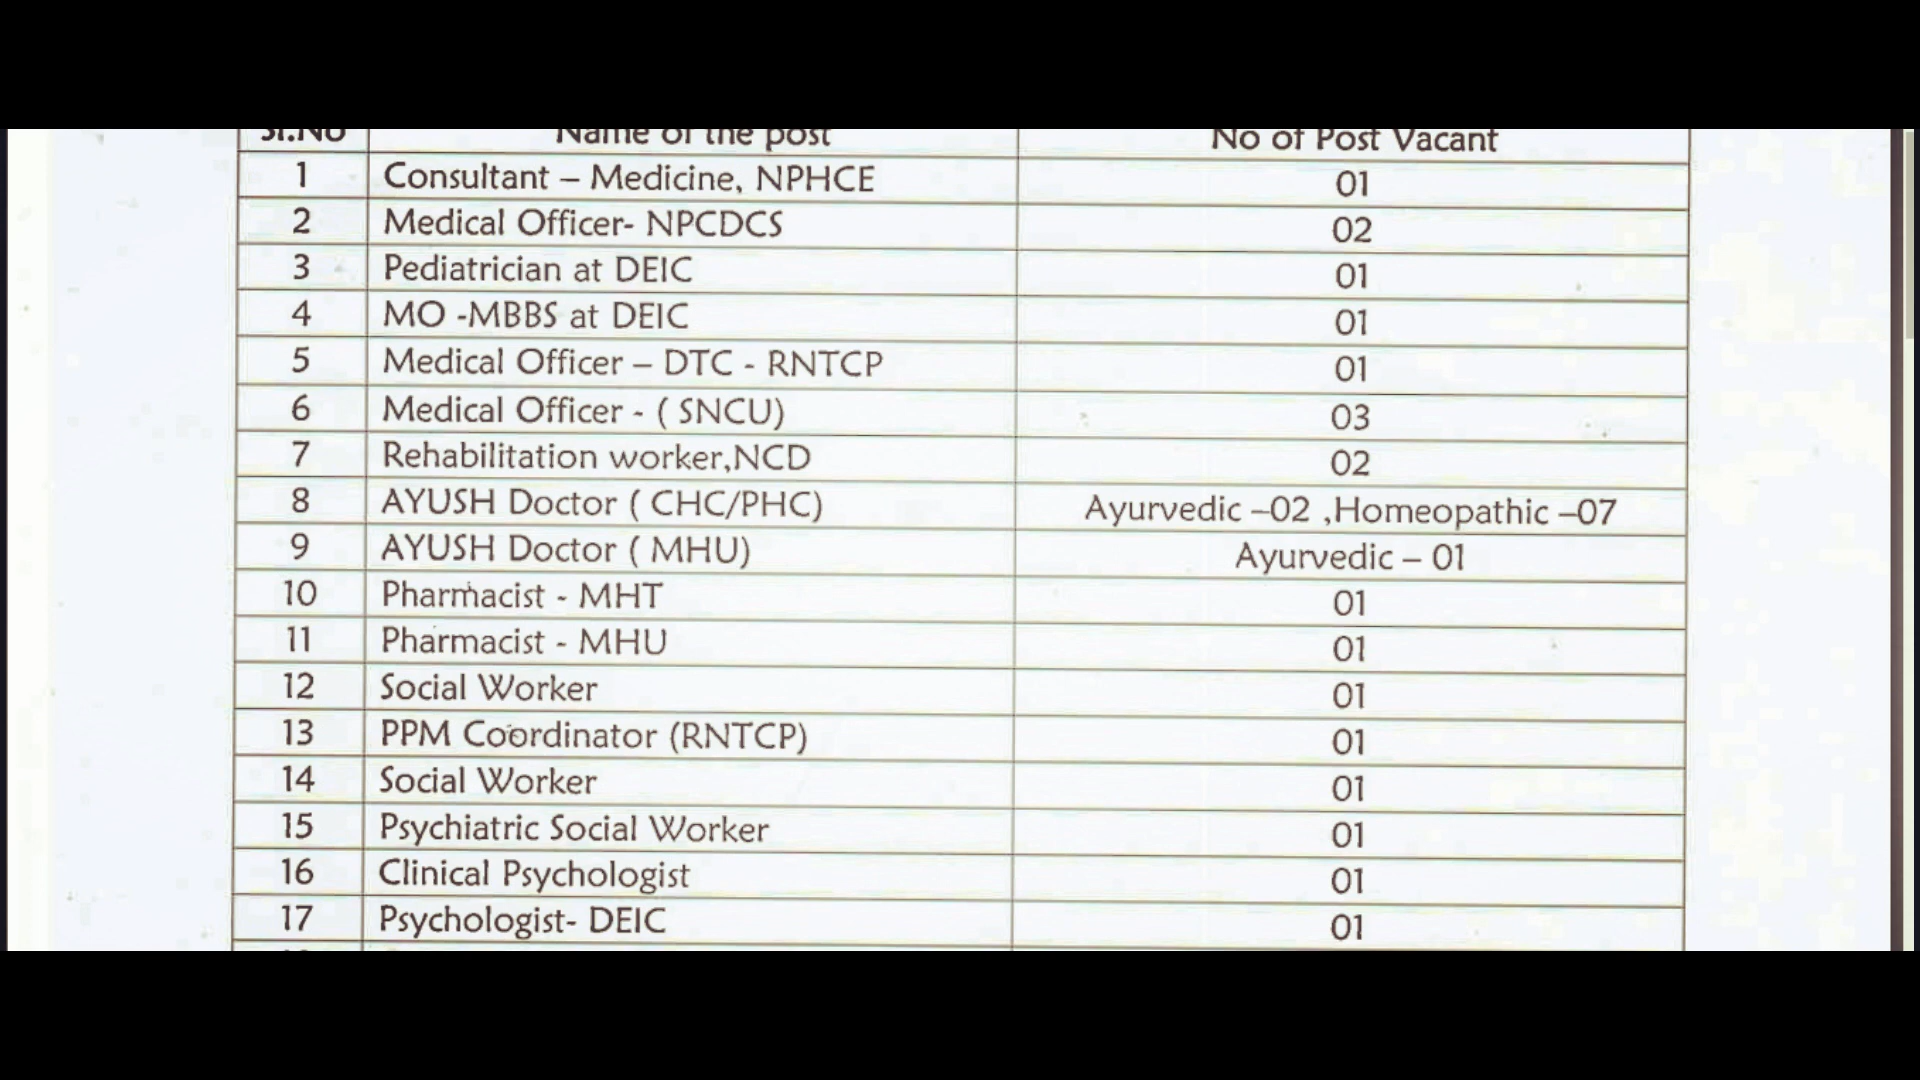 Sl.No Name of the post No of Post Vacant
1 Consultant – Medicine, NPHCE 01
2 Medical Officer- NPCDCS 02
3 Pediatrician at DEIC 01
4 MO -MBBS at DEIC 01
5 Medical Officer – DTC - RNTCP 01
6 Medical Officer - ( SNCU) 03
7 Rehabilitation worker,NCD 02
8 AYUSH Doctor ( CHC/PHC) Ayurvedic –02 ,Homeopathic –07
9 AYUSH Doctor ( MHU) Ayurvedic – 01
10 Pharmacist - MHT 01
11 Pharmacist - MHU 01
12 Social Worker 01
13 PPM Coordinator (RNTCP) 01
14 Social Worker 01
15 Psychiatric Social Worker 01
16 Clinical Psychologist 01
17 Psychologist- DEIC 01